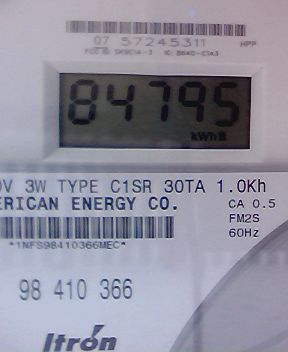 07 57245311 HPP
84795
kWh
0V 3W TYPE C1SR 30TA 1.0Kh
ERICAN ENERGY CO. CA 0.5
FM2S
*1NFS98410366MEC* 60Hz
98 410 366
Itron